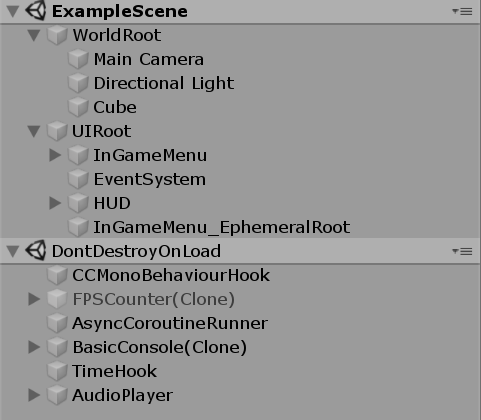 ExampleScene
WorldRoot
Main Camera
Directional Light
Cube
UIRoot
InGameMenu
EventSystem
HUD
InGameMenu_EphemeralRoot
DontDestroyOnLoad
CCMonoBehaviourHook
FPSCounter(Clone)
AsyncCoroutineRunner
BasicConsole(Clone)
TimeHook
AudioPlayer